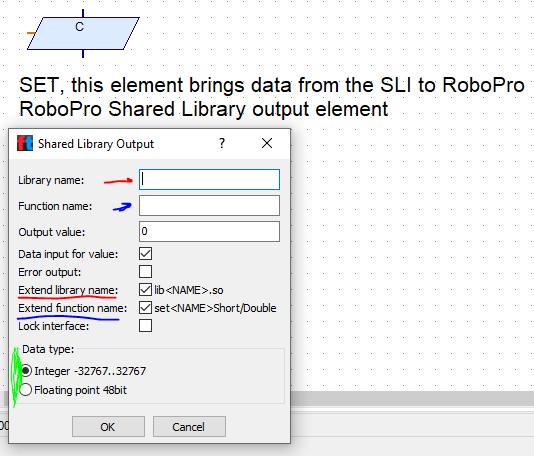 C
SET, this element brings data from the SLI to RoboPro
RoboPro Shared Library output element
Shared Library Output
?
Library name:
Function name:
Output value: 0
Data input for value:
Error output:
Extend library name: lib<NAME>.so
Extend function name: set<NAME>Short/Double
Lock interface:
Data type:
Integer -32767..32767
Floating point 48bit
OK Cancel